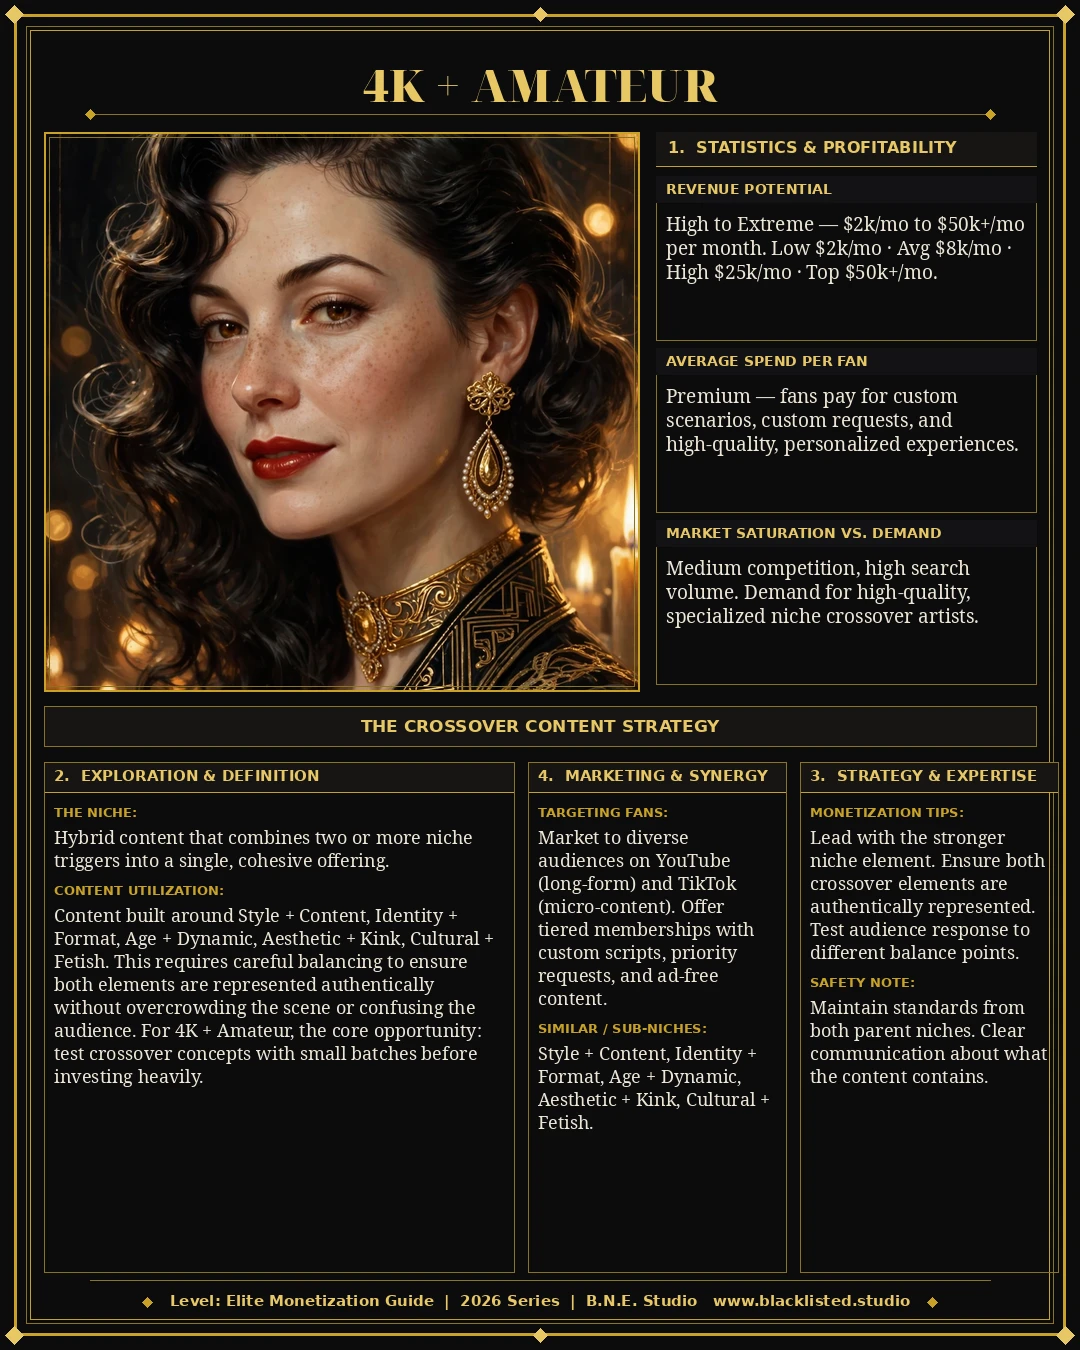 4K + AMATEUR
1. STATISTICS & PROFITABILITY
REVENUE POTENTIAL
High to Extreme — $2k/mo to $50k+/mo
per month. Low $2k/mo · Avg $8k/mo ·
High $25k/mo · Top $50k+/mo.
AVERAGE SPEND PER FAN
Premium — fans pay for custom
scenarios, custom requests, and
high-quality, personalized experiences.
MARKET SATURATION VS. DEMAND
Medium competition, high search
volume. Demand for high-quality,
specialized niche crossover artists.
THE CROSSOVER CONTENT STRATEGY
2. EXPLORATION & DEFINITION
THE NICHE:
Hybrid content that combines two or more niche
triggers into a single, cohesive offering.
CONTENT UTILIZATION:
Content built around Style + Content, Identity +
Format, Age + Dynamic, Aesthetic + Kink, Cultural +
Fetish. This requires careful balancing to ensure
both elements are represented authentically
without overcrowding the scene or confusing the
audience. For 4K + Amateur, the core opportunity:
test crossover concepts with small batches before
investing heavily.
4. MARKETING & SYNERGY
TARGETING FANS:
Market to diverse
audiences on YouTube
(long-form) and TikTok
(micro-content). Offer
tiered memberships with
custom scripts, priority
requests, and ad-free
content.
SIMILAR / SUB-NICHES:
Style + Content, Identity +
Format, Age + Dynamic,
Aesthetic + Kink, Cultural +
Fetish.
3. STRATEGY & EXPERTISE
MONETIZATION TIPS:
Lead with the stronger
niche element. Ensure both
crossover elements are
authentically represented.
Test audience response to
different balance points.
SAFETY NOTE:
Maintain standards from
both parent niches. Clear
communication about what
the content contains.
Level: Elite Monetization Guide | 2026 Series | B.N.E. Studio www.blacklisted.studio